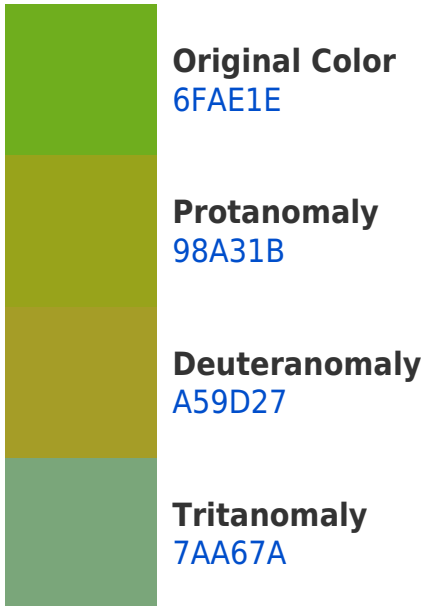 Original Color
6FAE1E
Protanomaly
98A31B
Deuteranomaly
A59D27
Tritanomaly
7AA67A